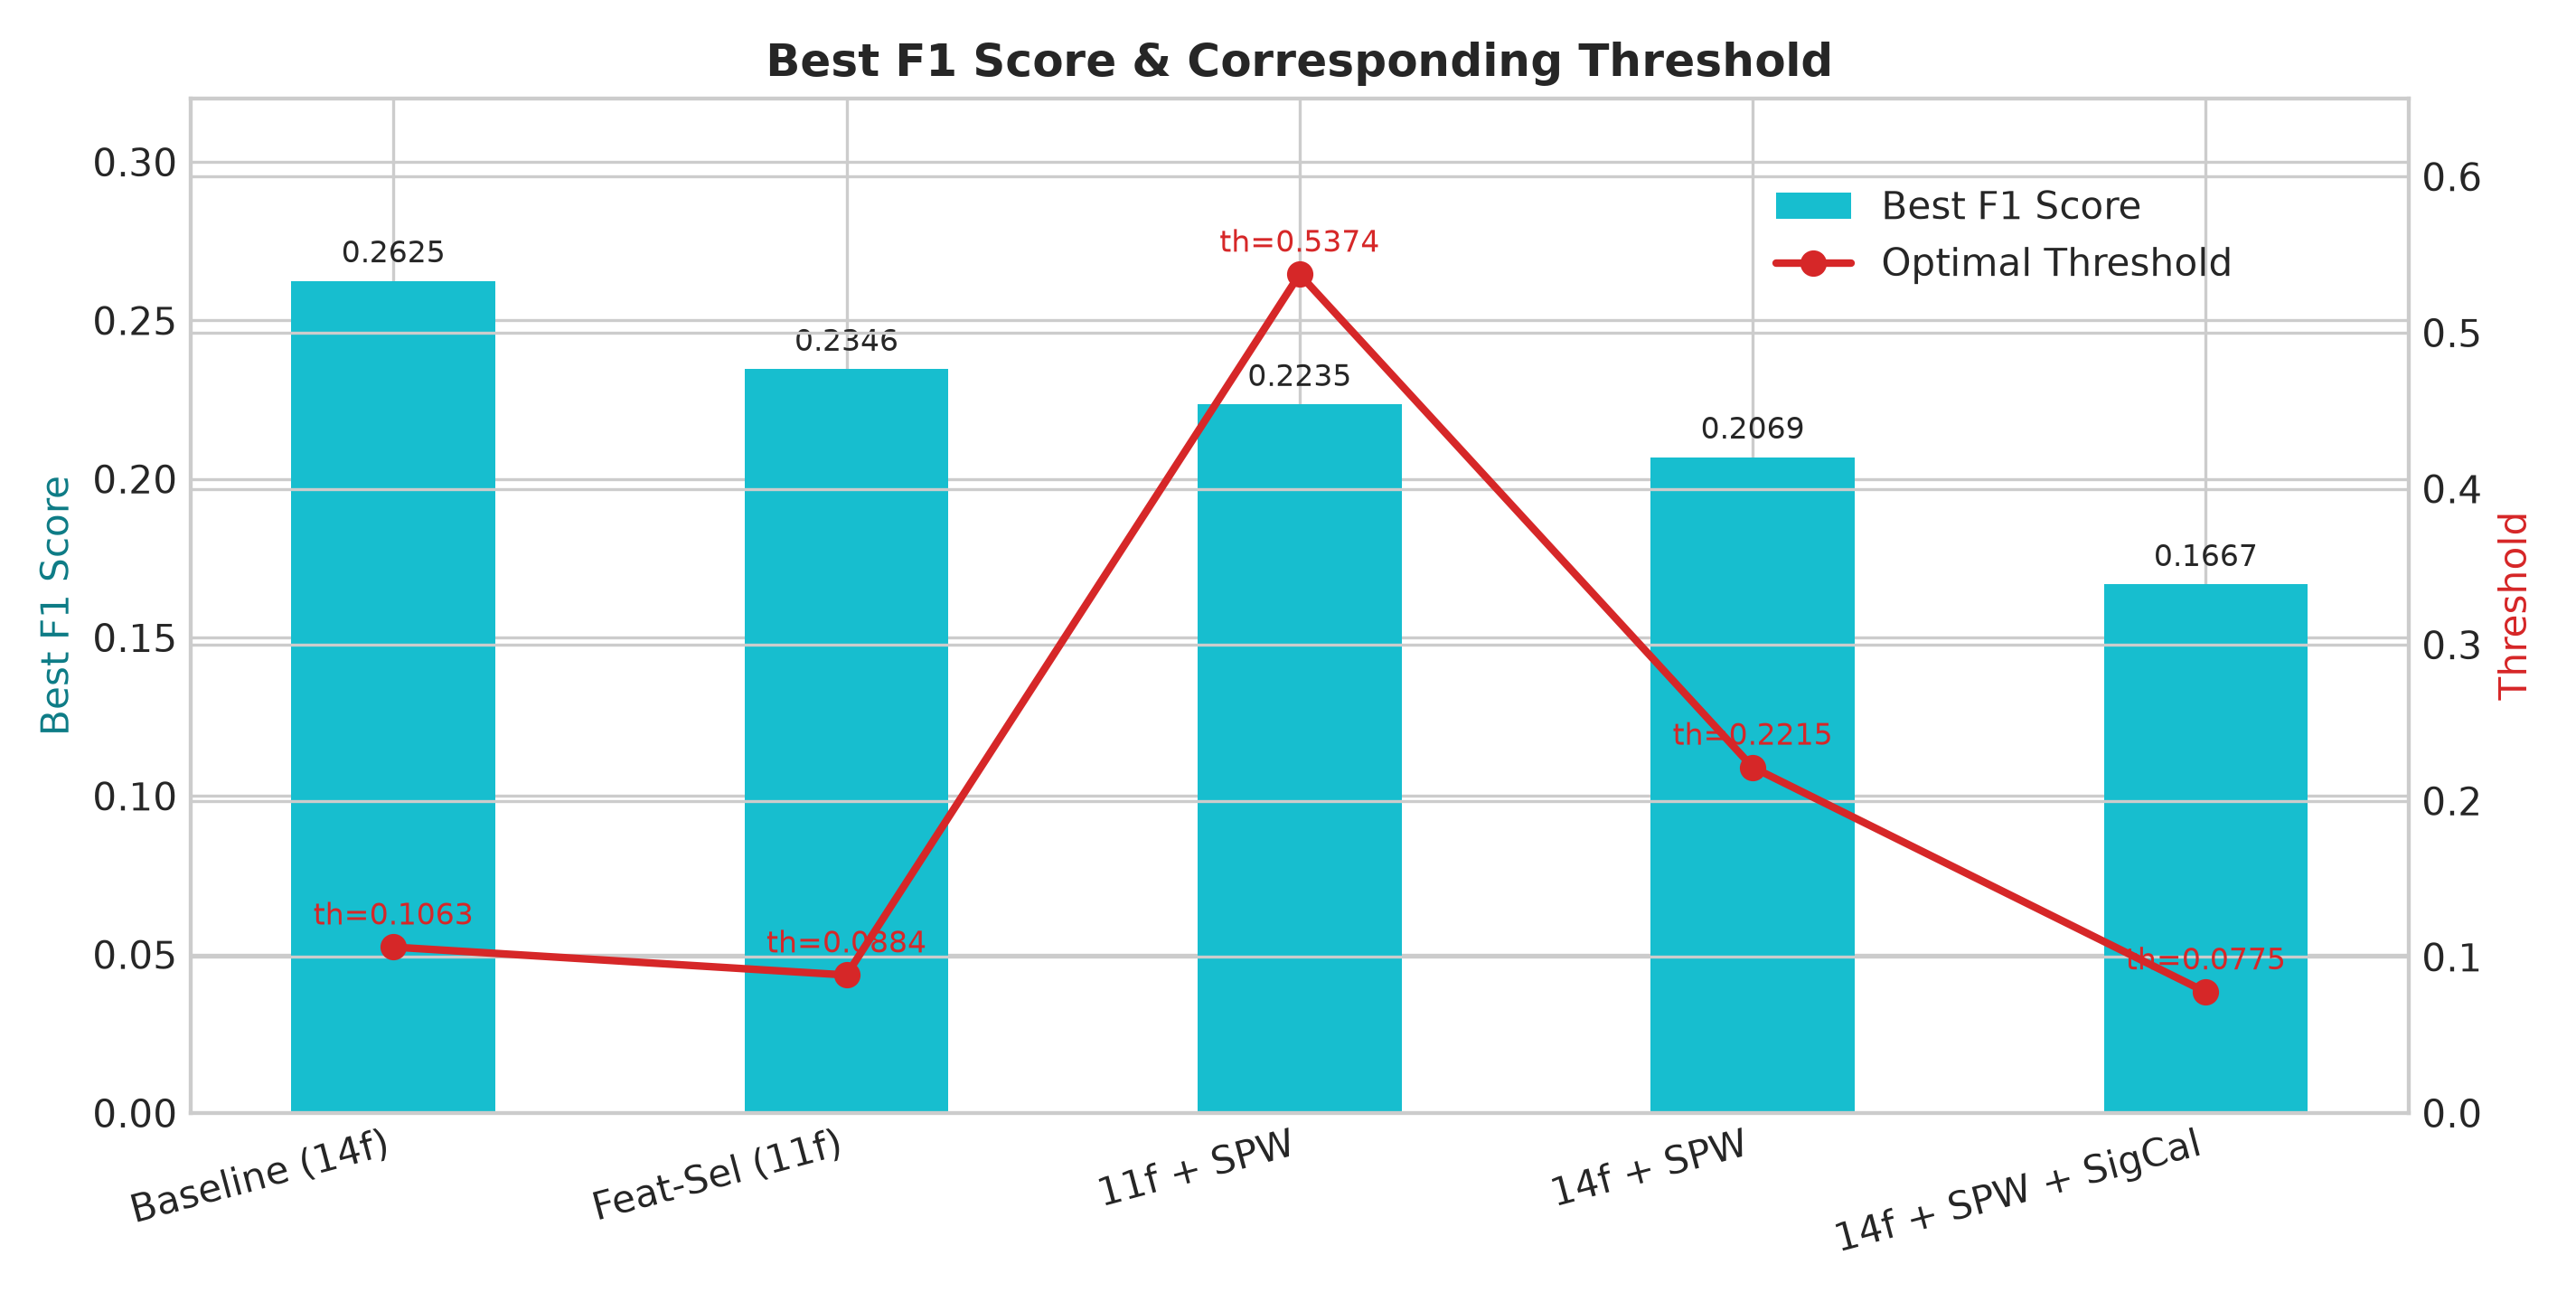 Best F1 Score & Corresponding Threshold
Best F1 Score
Threshold
0.30
0.25
0.20
0.15
0.10
0.05
0.00
0.6
0.5
0.4
0.3
0.2
0.1
0.0
Best F1 Score
Optimal Threshold
0.2625
0.2346
0.2235
0.2069
0.1667
th=0.1063
th=0.0884
th=0.5374
th=0.2215
th=0.0775
Baseline (14f)
Feat-Sel (11f)
11f + SPW
14f + SPW
14f + SPW + SigCal